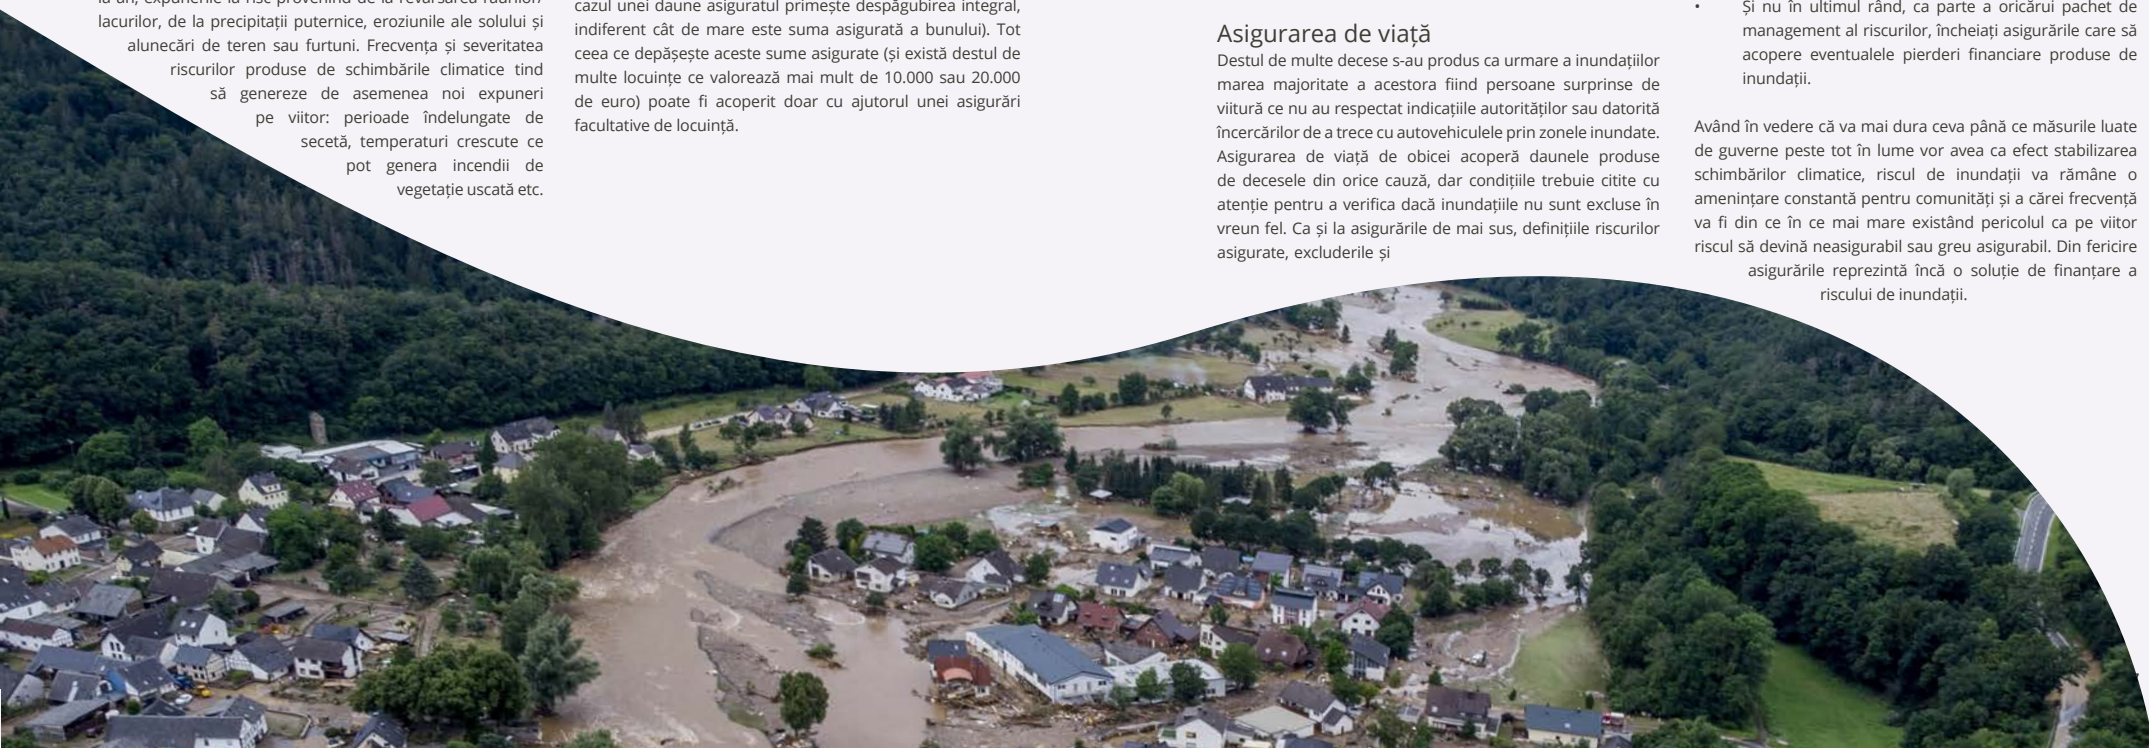 lacurilor, de la precipitații puternice, eroziunile ale solului și
alunecări de teren sau furtuni. Frecvența și severitatea
riscurilor produse de schimbările climatice tind
să genereze de asemenea noi expuneri
pe viitor: perioade îndelungate de
secetă, temperaturi crescute ce
pot genera incendii de
vegetație uscată etc.
cazul unei daune asiguratul primește despăgubirea integral,
indiferent cât de mare este suma asigurată a bunului). Tot
ceea ce depășește aceste sume asigurate (și există destul de
multe locuințe ce valorează mai mult de 10.000 sau 20.000
de euro) poate fi acoperit doar cu ajutorul unei asigurări
facultative de locuință.
Asigurarea de viață
Destul de multe decese s-au produs ca urmare a inundațiilor
marea majoritate a acestora fiind persoane surprinse de
viitură ce nu au respectat indicațiile autorităților sau datorită
încercărilor de a trece cu autovehiculele prin zonele inundate.
Asigurarea de viață de obicei acoperă daunele produse
de decesele din orice cauză, dar condițiile trebuie citite cu
atenție pentru a verifica dacă inundațiile nu sunt excluse în
vreun fel. Ca și la asigurările de mai sus, definițiile riscurilor
asigurate, excluderile și
• Și nu în ultimul rând, ca parte a oricărui pachet de
management al riscurilor, încheiați asigurările care să
acopere eventualele pierderi financiare produse de
inundații.
Având în vedere că va mai dura ceva până ce măsurile luate
de guverne peste tot în lume vor avea ca efect stabilizarea
schimbărilor climatice, riscul de inundații va rămâne o
amenințare constantă pentru comunități și a cărei frecvență
va fi din ce în ce mai mare existând pericolul ca pe viitor
riscul să devină neasigurabil sau greu asigurabil. Din fericire
asigurările reprezintă încă o soluție de finanțare a
riscului de inundații.